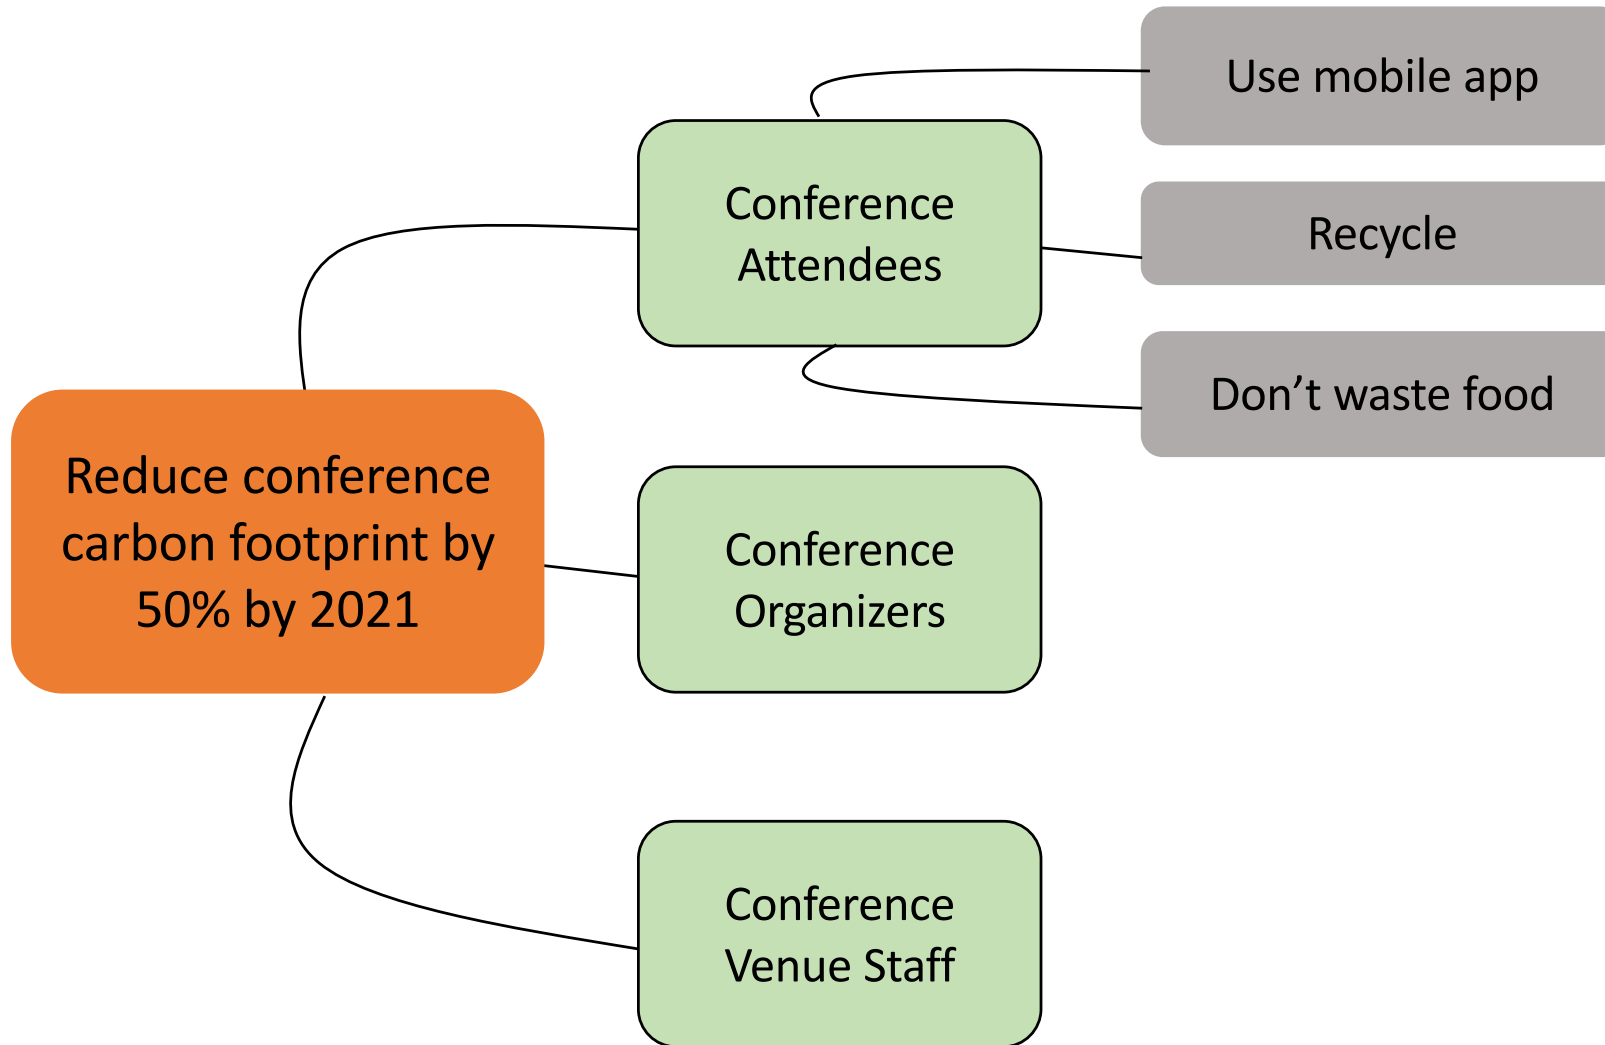 Use mobile app
Conference
Attendees
Recycle
Don’t waste food
Reduce conference
carbon footprint by
50% by 2021
Conference
Organizers
Conference
Venue Staff